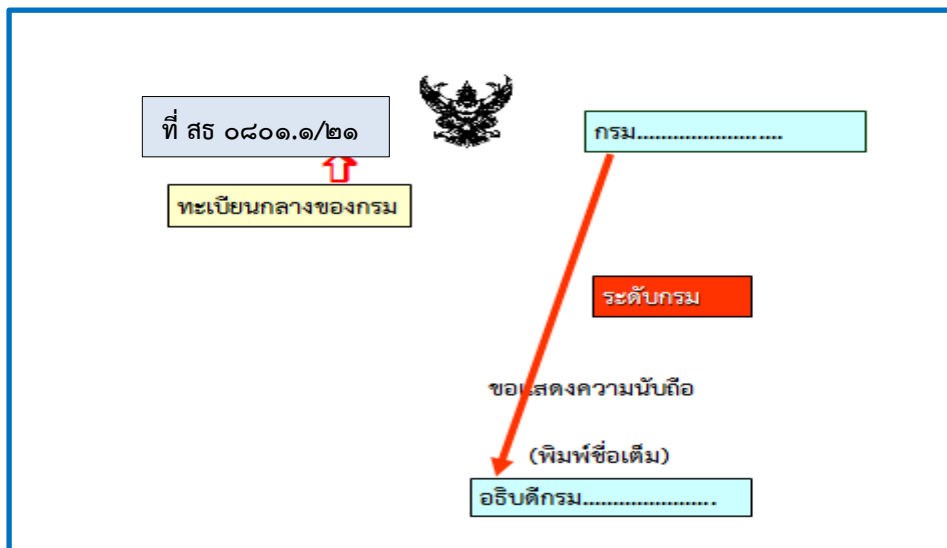 ที่ สธ ๐๘๐๑.๑/๒๑
กรม........................
ทะเบียนกลางของกรม
ระดับกรม
ขอแสดงความนับถือ
(พิมพ์ชื่อเต็ม)
อธิบดีกรม.......................